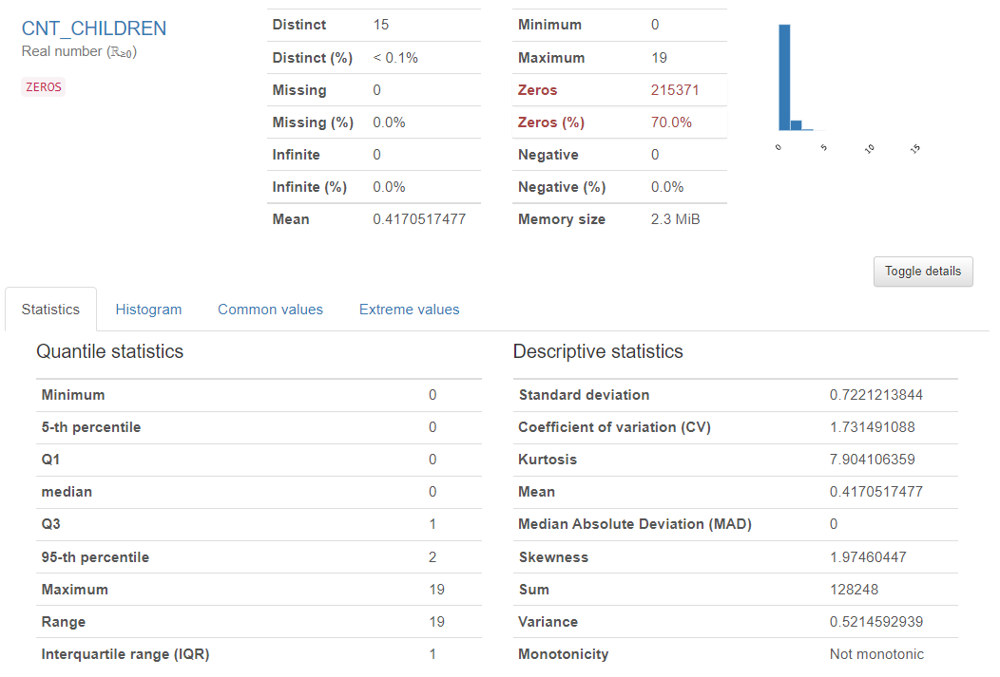 CNT_CHILDREN
Real number (ℝ≥0)
ZEROS
Distinct 15
Distinct (%) < 0.1%
Missing 0
Missing (%) 0.0%
Infinite 0
Infinite (%) 0.0%
Mean 0.4170517477
Minimum 0
Maximum 19
Zeros 215371
Zeros (%) 70.0%
Negative 0
Negative (%) 0.0%
Memory size 2.3 MiB
0 5 10 15
Toggle details
Statistics Histogram Common values Extreme values
Quantile statistics
Minimum 0
5-th percentile 0
Q1 0
median 0
Q3 1
95-th percentile 2
Maximum 19
Range 19
Interquartile range (IQR) 1
Descriptive statistics
Standard deviation 0.7221213844
Coefficient of variation (CV) 1.731491088
Kurtosis 7.904106359
Mean 0.4170517477
Median Absolute Deviation (MAD) 0
Skewness 1.97460447
Sum 128248
Variance 0.5214592939
Monotonicity Not monotonic